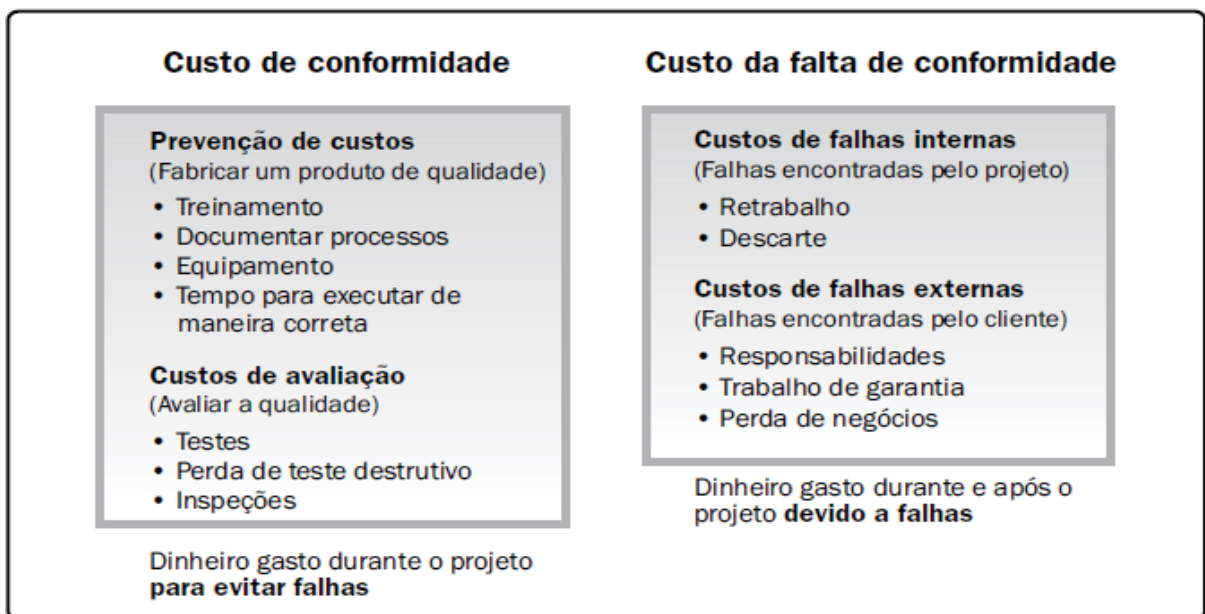 Custo de conformidade
Prevenção de custos
(Fabricar um produto de qualidade)
• Treinamento
• Documentar processos
• Equipamento
• Tempo para executar de
maneira correta
Custos de avaliação
(Avaliar a qualidade)
• Testes
• Perda de teste destrutivo
• Inspeções
Dinheiro gasto durante o projeto
para evitar falhas
Custo da falta de conformidade
Custos de falhas internas
(Falhas encontradas pelo projeto)
• Retrabalho
• Descarte
Custos de falhas externas
(Falhas encontradas pelo cliente)
• Responsabilidades
• Trabalho de garantia
• Perda de negócios
Dinheiro gasto durante e após o
projeto devido a falhas